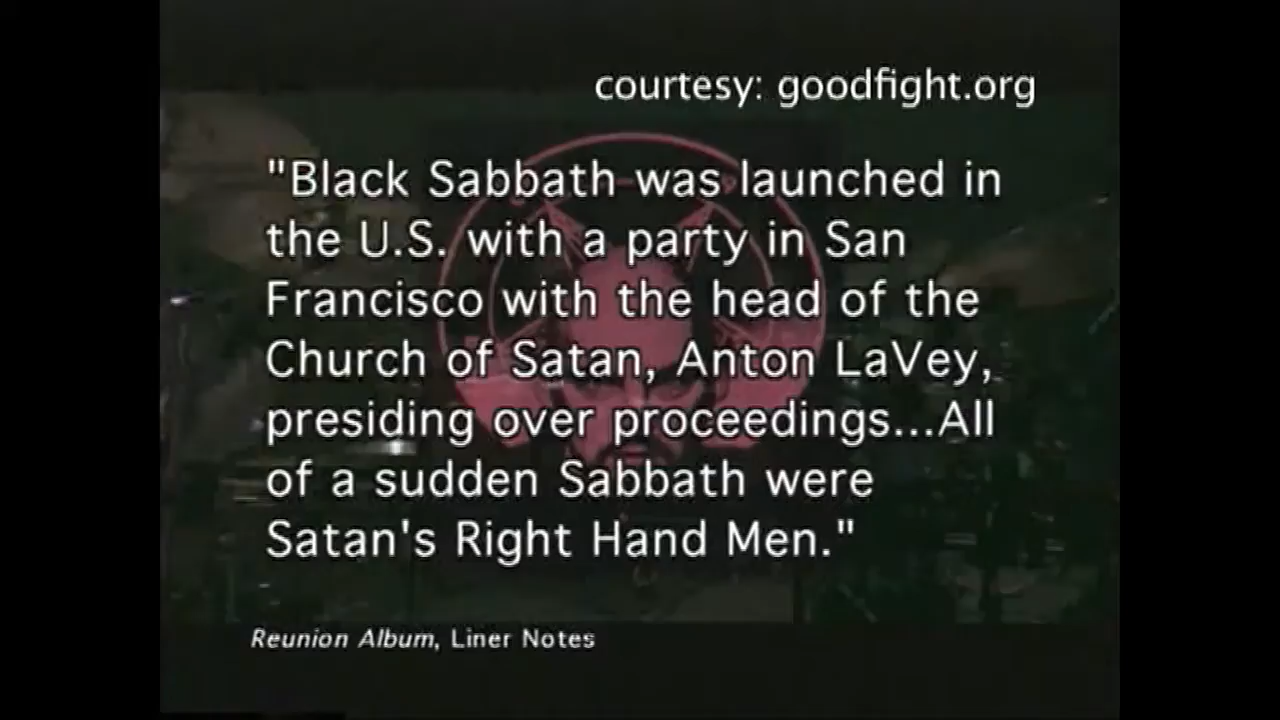 courtesy: goodfight.org
"Black Sabbath was launched in
the U.S. with a party in San
Francisco with the head of the
Church of Satan, Anton LaVey,
presiding over proceedings...All
of a sudden Sabbath were
Satan's Right Hand Men."
Reunion Album, Liner Notes